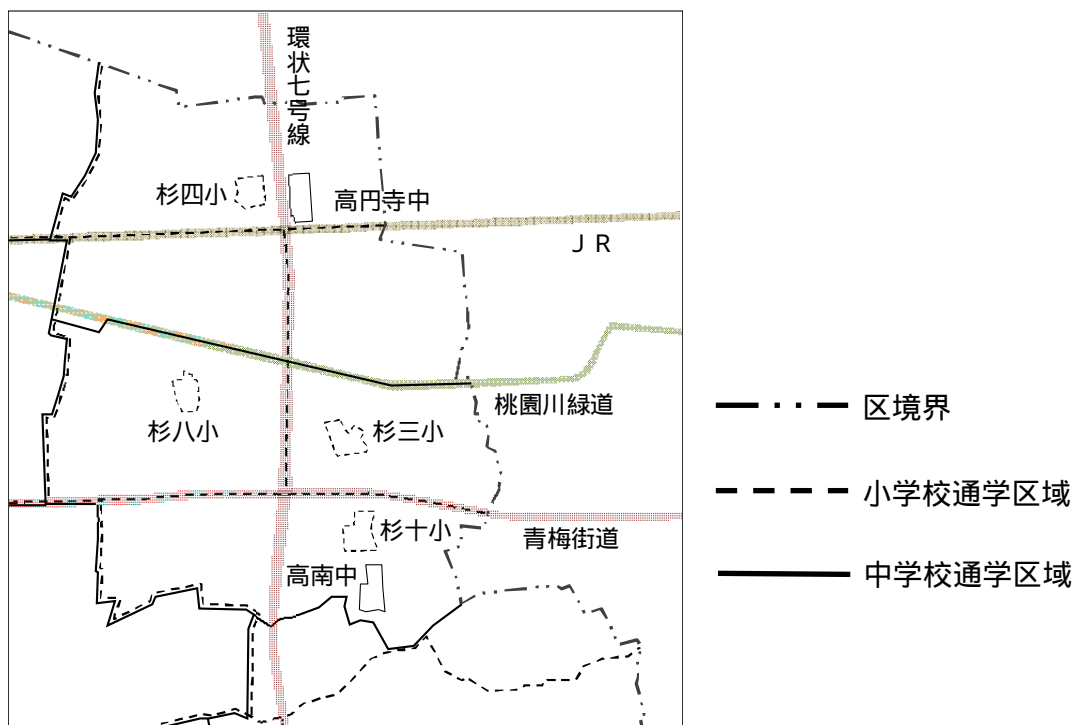 環状七号線
杉四小
高円寺中
ＪＲ
桃園川緑道
杉八小
杉三小
杉十小
青梅街道
高南中
区境界
小学校通学区域
中学校通学区域